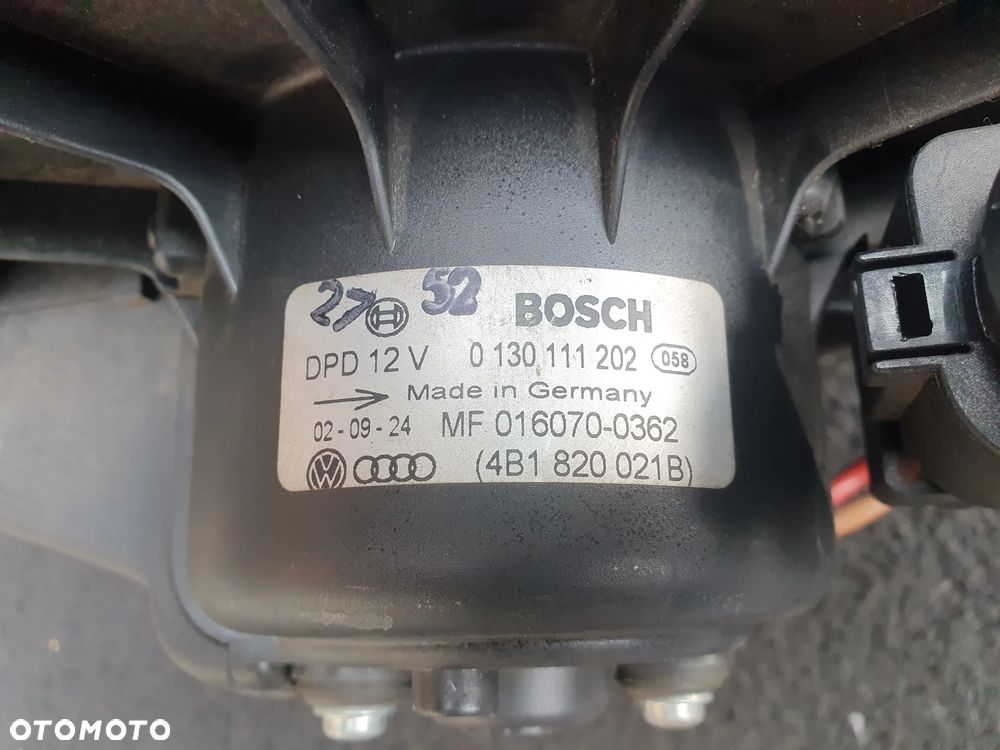 27 52 BOSCH
DPD 12 V 0 130 111 202 058
Made in Germany
02-09-24 MF 016070-0362
VW (4B1 820 021B)
OTOMOTO